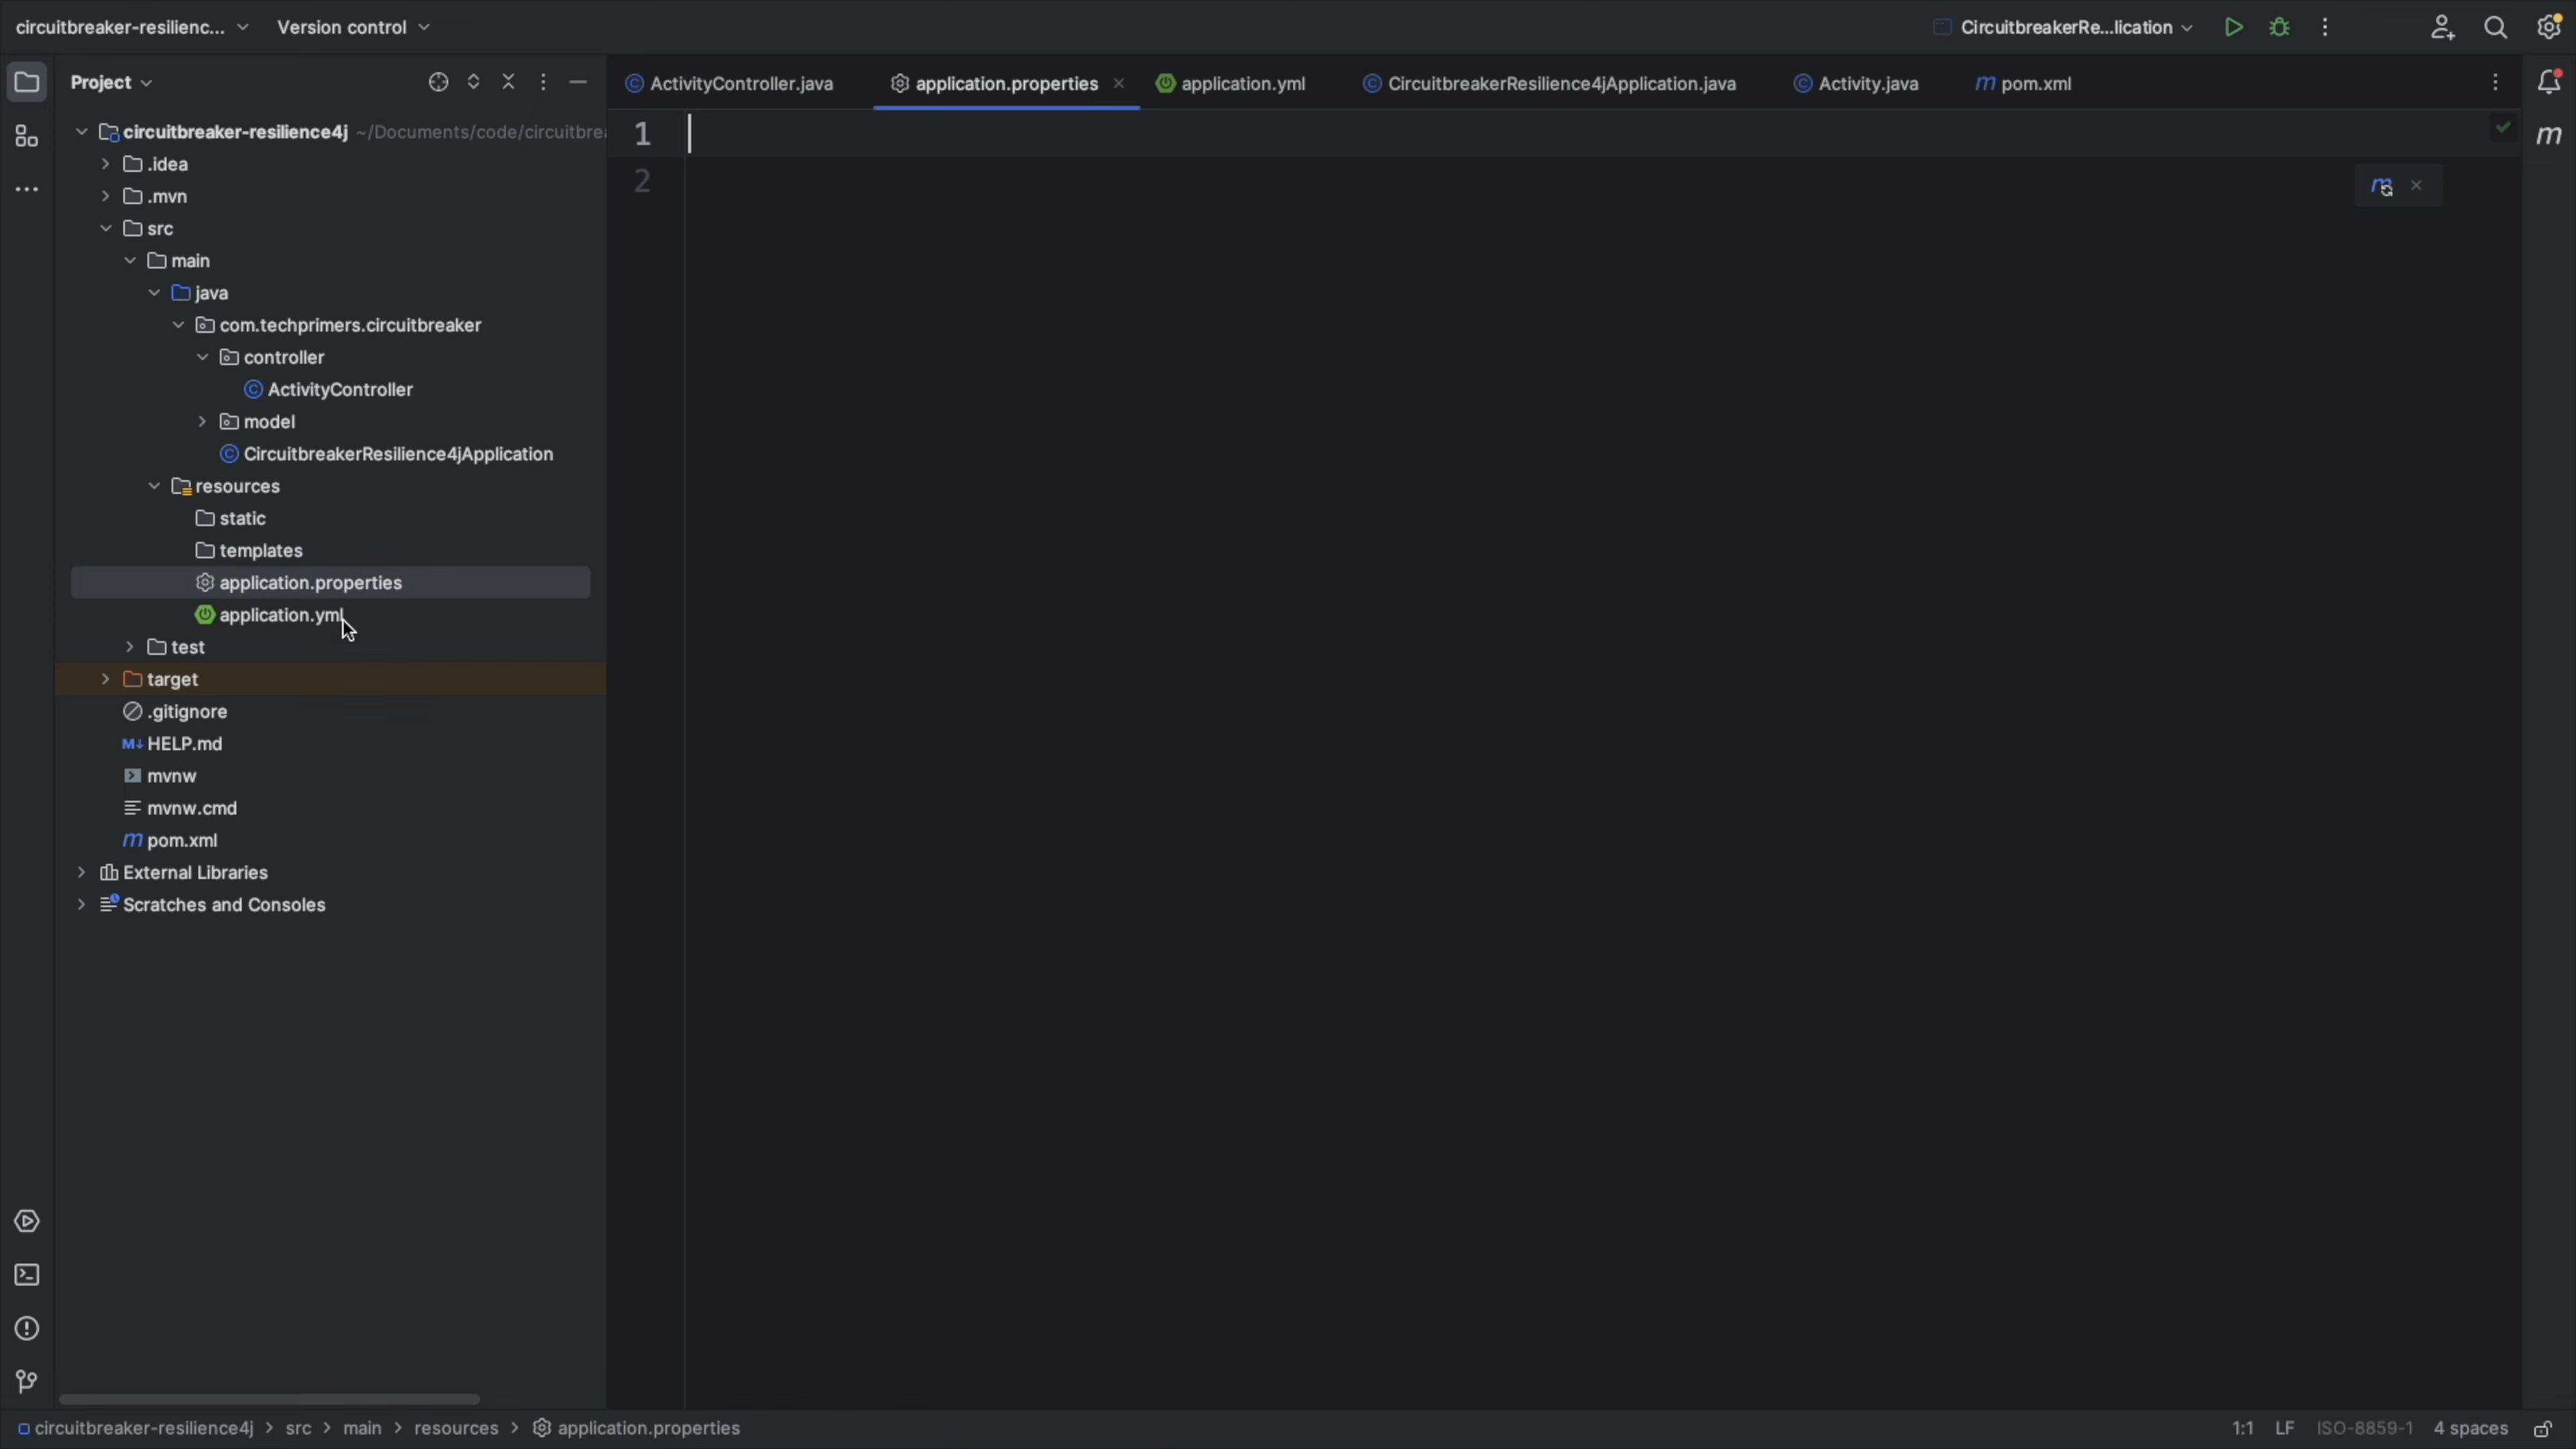 circuitbreaker-resilienc...
Version control
CircuitbreakerRe...lication
Project
ActivityController.java
application.properties
application.yml
CircuitbreakerResilience4jApplication.java
Activity.java
m pom.xml
circuitbreaker-resilience4j ~/Documents/code/circuitbrea
.idea
.mvn
src
main
java
com.techprimers.circuitbreaker
controller
ActivityController
model
CircuitbreakerResilience4jApplication
resources
static
templates
application.properties
application.yml
test
target
.gitignore
M↓ HELP.md
mvnw
mvnw.cmd
m pom.xml
External Libraries
Scratches and Consoles
1
2
m
m
circuitbreaker-resilience4j > src > main > resources > application.properties
1:1 LF ISO-8859-1 4 spaces